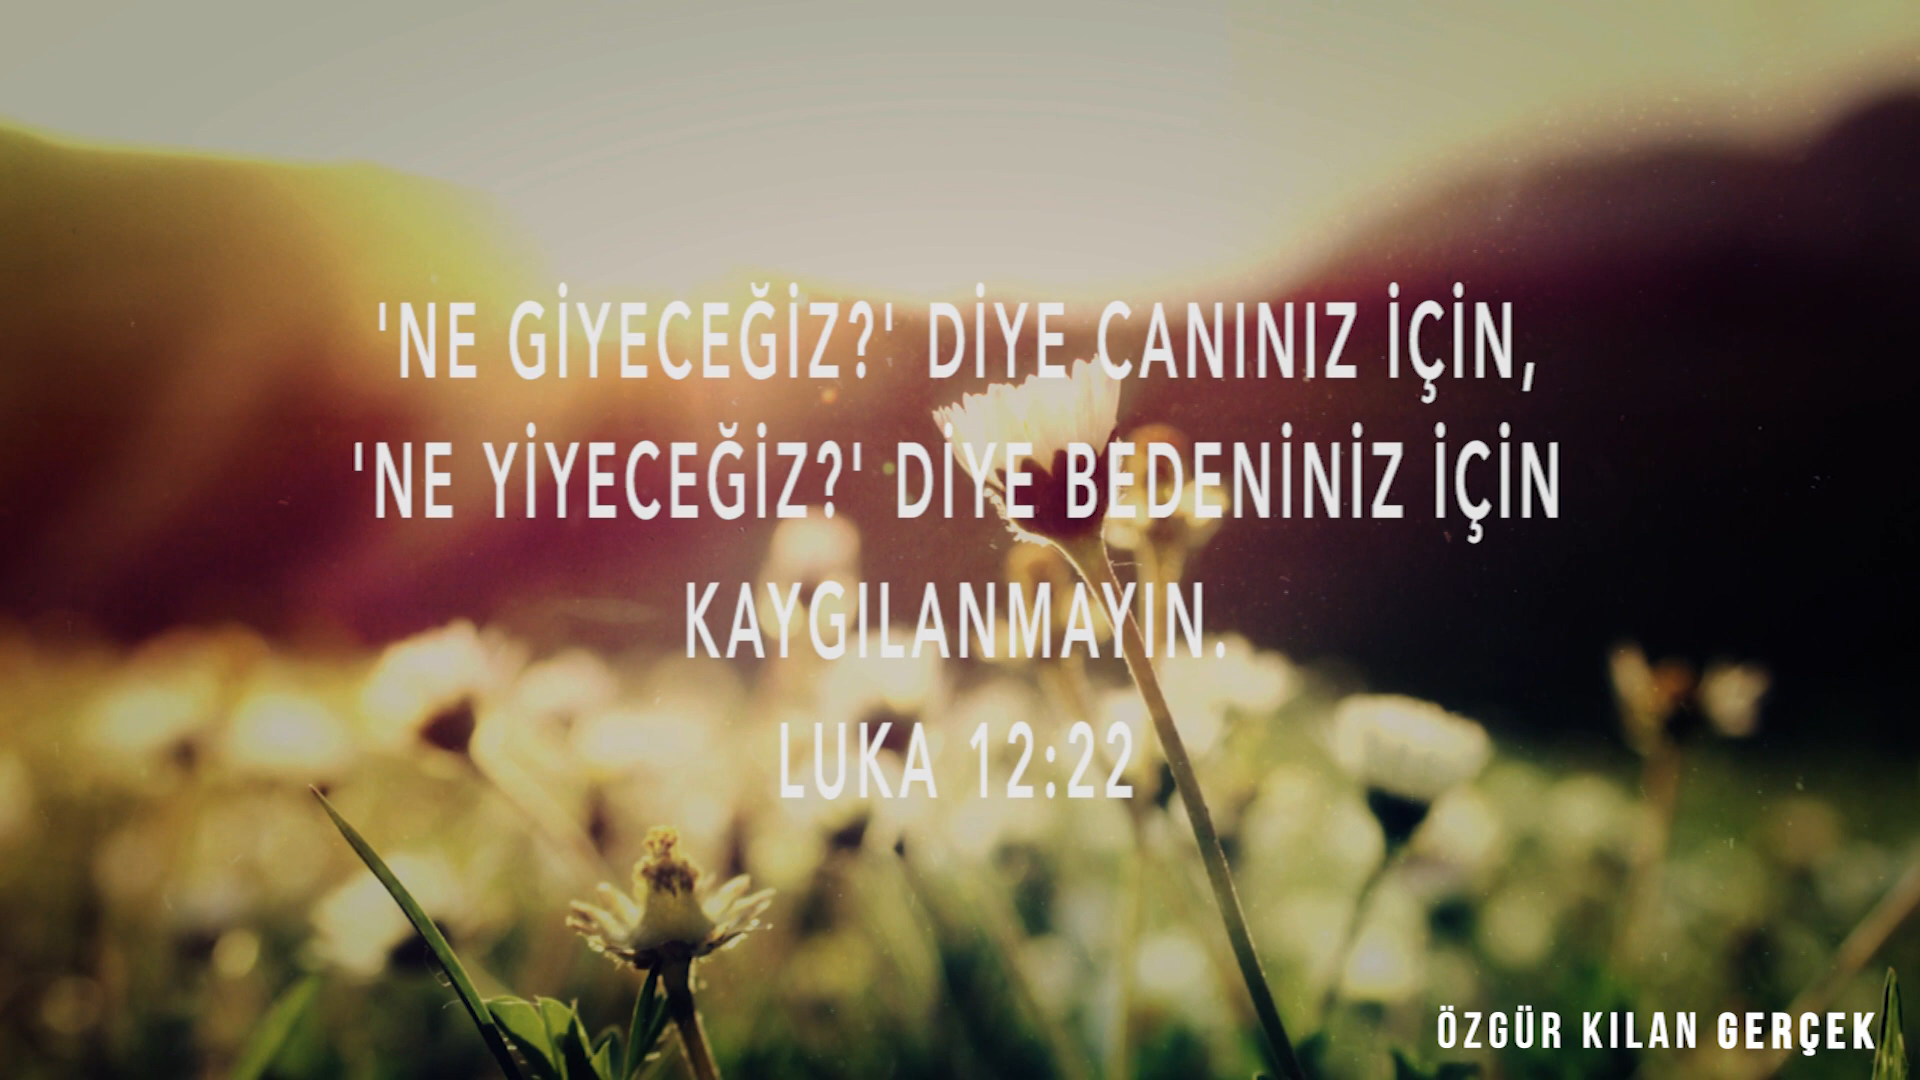 'NE GİYECEĞİZ?' DİYE CANINIZ İÇİN,
'NE YİYECEĞİZ?' DİYE BEDENİNİZ İÇİN
KAYGILANMAYIN.
LUKA 12:22
ÖZGÜR KILAN GERÇEK